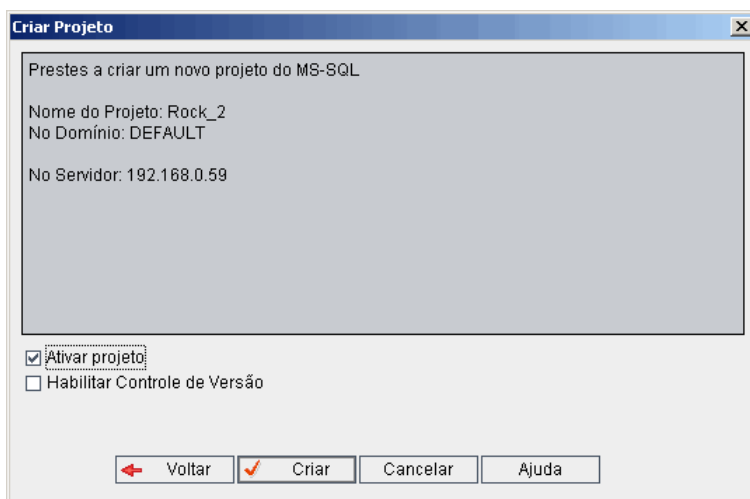 Criar Projeto
Prestes a criar um novo projeto do MS-SQL
Nome do Projeto: Rock_2
No Domínio: DEFAULT
No Servidor: 192.168.0.59
Ativar projeto
Habilitar Controle de Versão
Voltar Criar Cancelar Ajuda